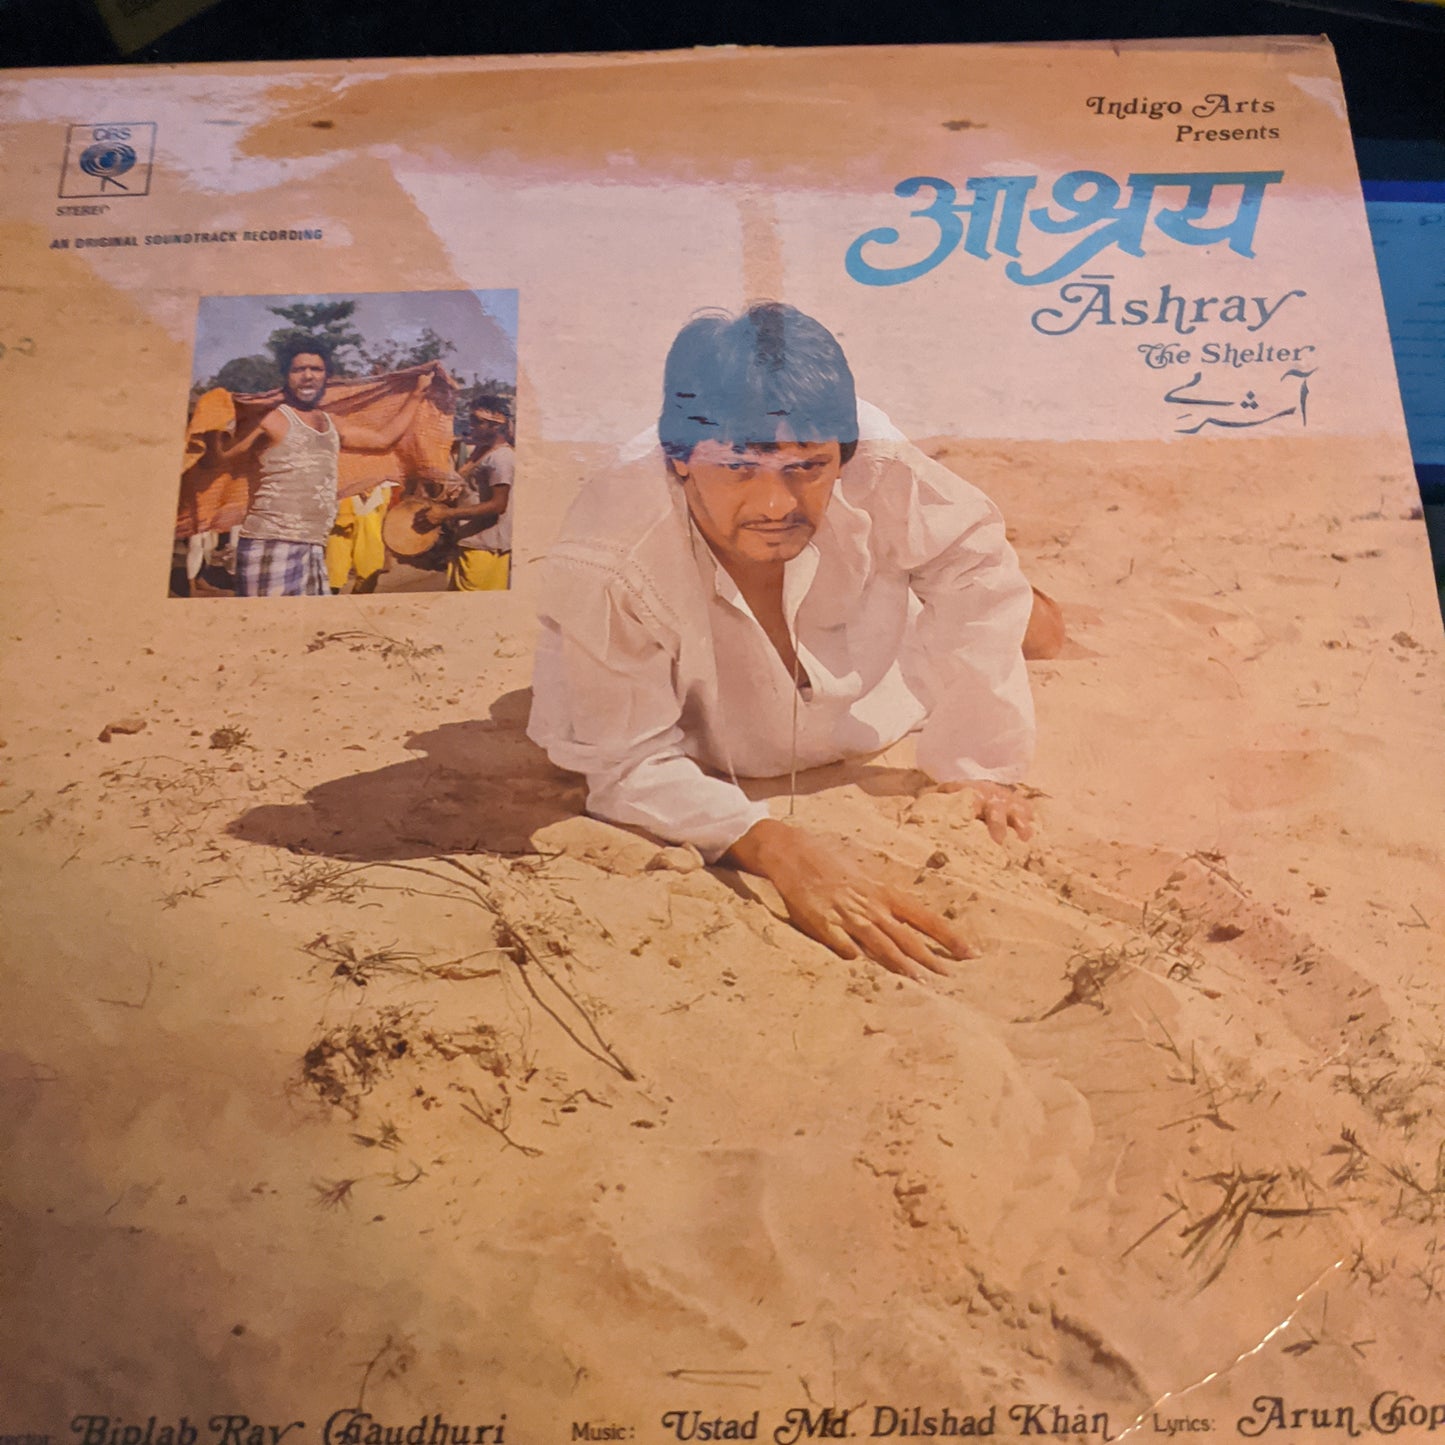 CBS
STEREO
AN ORIGINAL SOUNDTRACK RECORDING
Indigo Arts
Presents
आश्रय
Āshray
The Shelter
آشرے
Biplab Ray Chaudhuri
Music: Ustad Md. Dilshad Khan
Lyrics: Arun